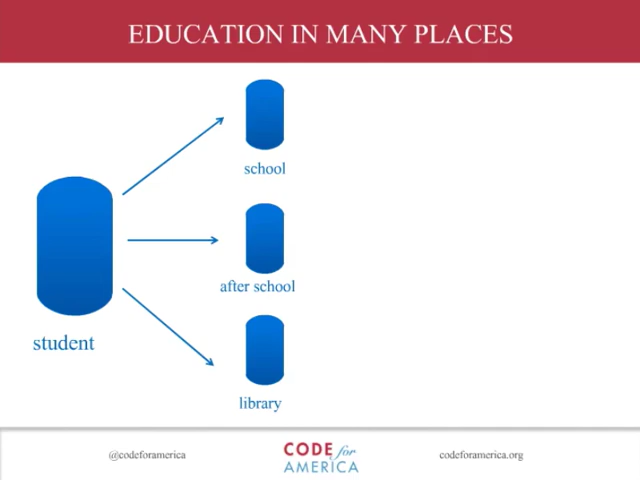 EDUCATION IN MANY PLACES
school
after school
student
library
@codeforamerica
CODE for
AMERICA
codeforamerica.org